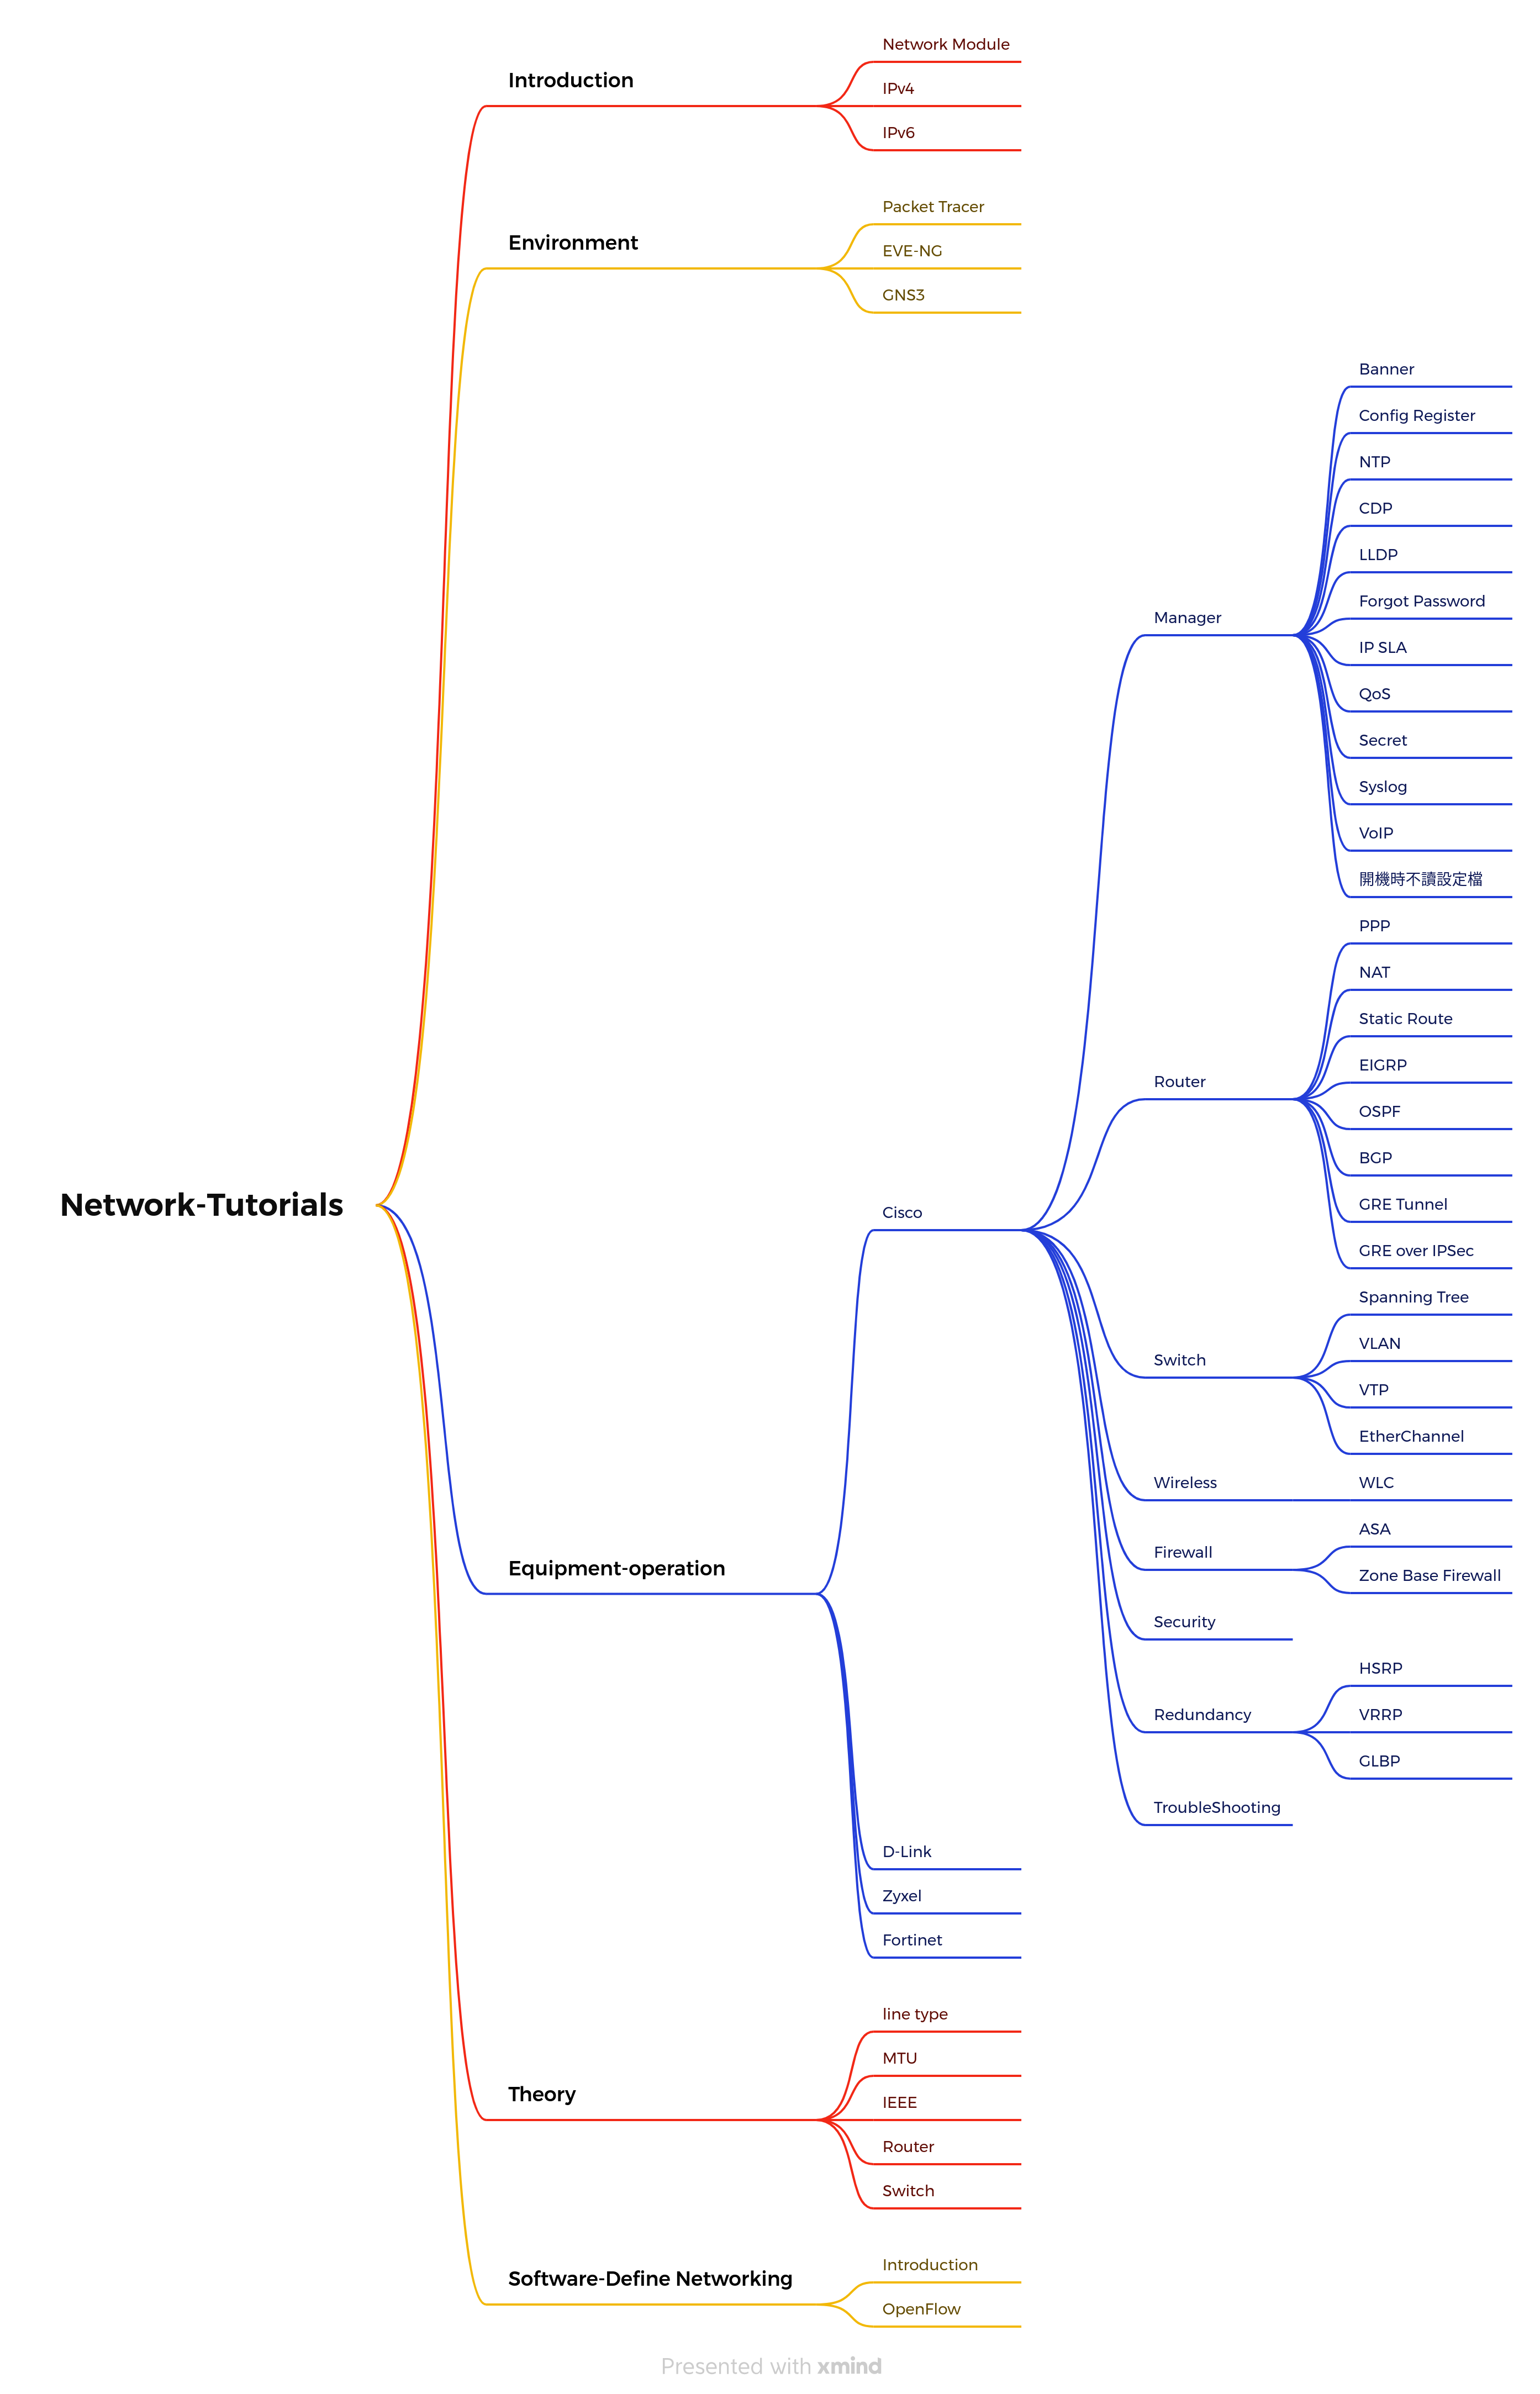 Network-Tutorials
Introduction
Network Module
IPv4
IPv6
Environment
Packet Tracer
EVE-NG
GNS3
Equipment-operation
Cisco
Manager
Banner
Config Register
NTP
CDP
LLDP
Forgot Password
IP SLA
QoS
Secret
Syslog
VoIP
開機時不讀設定檔
Router
PPP
NAT
Static Route
EIGRP
OSPF
BGP
GRE Tunnel
GRE over IPSec
Switch
Spanning Tree
VLAN
VTP
EtherChannel
Wireless
WLC
Firewall
ASA
Zone Base Firewall
Security
Redundancy
HSRP
VRRP
GLBP
TroubleShooting
D-Link
Zyxel
Fortinet
Theory
line type
MTU
IEEE
Router
Switch
Software-Define Networking
Introduction
OpenFlow
Presented with xmind